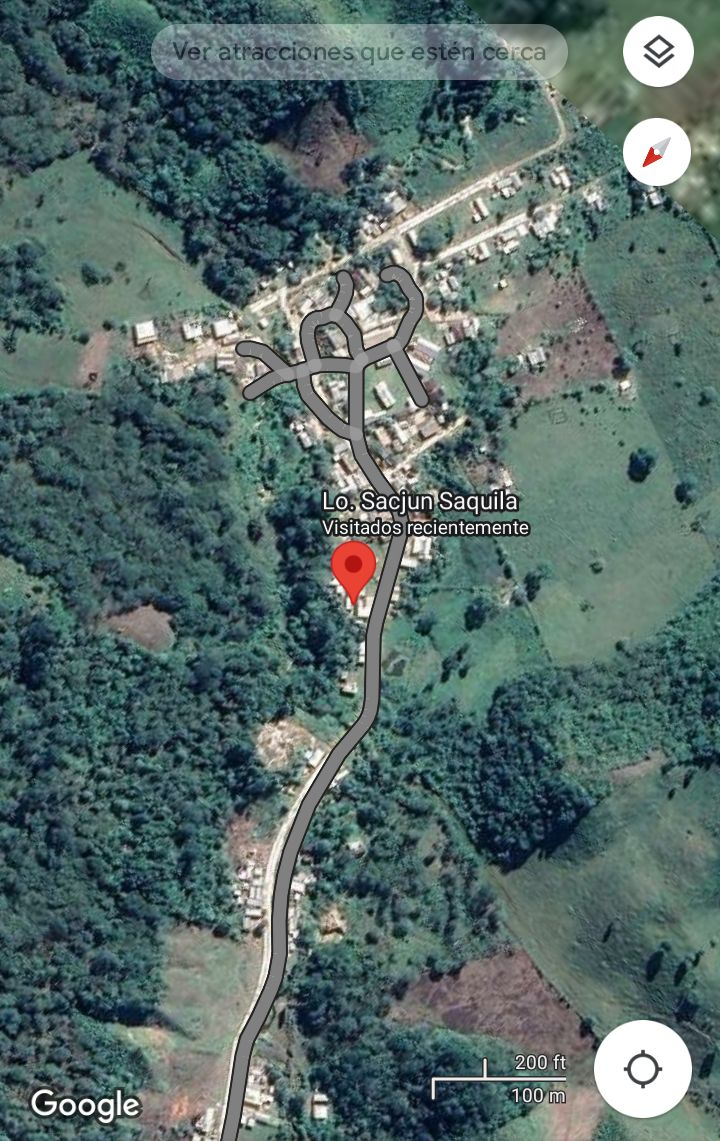 Ver atracciones que estén cerca
Lo. Sacjun Saquila
Visitados recientemente
200 ft
100 m
Google